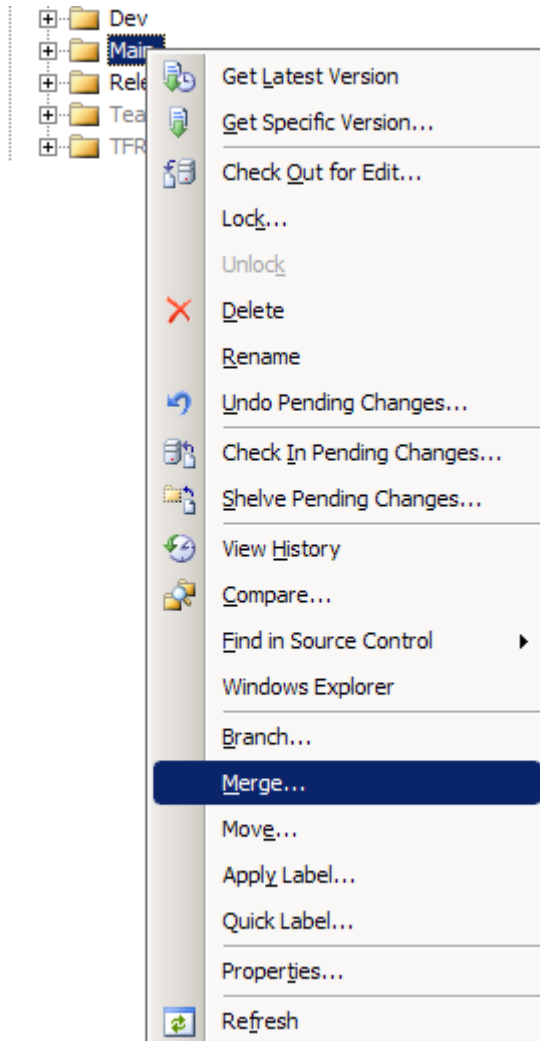 Dev
Main
Rele
Tea
TFR
Get Latest Version
Get Specific Version...
Check Out for Edit...
Lock...
Unlock
Delete
Rename
Undo Pending Changes...
Check In Pending Changes...
Shelve Pending Changes...
View History
Compare...
Find in Source Control
Windows Explorer
Branch...
Merge...
Move...
Apply Label...
Quick Label...
Properties...
Refresh